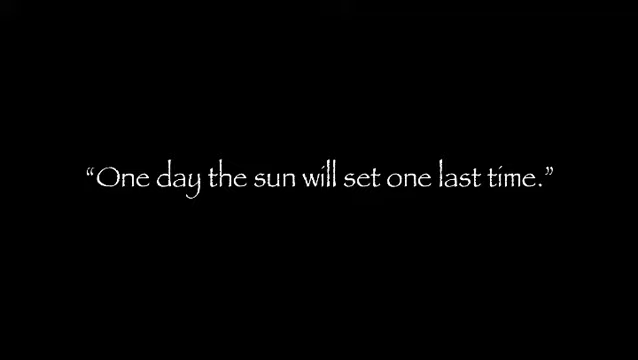 “One day the sun will set one last time.”